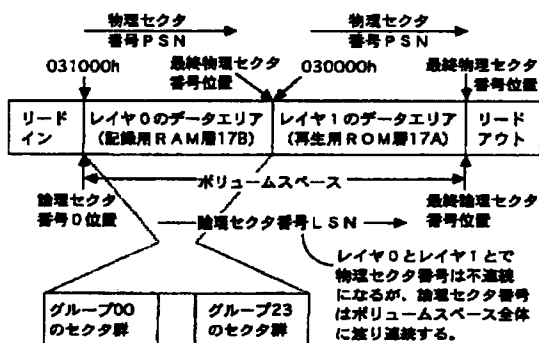 物理セクタ
番号PSN
物理セクタ
番号PSN
031000h
最終物理セクタ
番号位置
030000h
最終物理セクタ
番号位置
リード
イン
レイヤ0のデータエリア
(記録用RAM層17B)
レイヤ1のデータエリア
(再生用ROM層17A)
リード
アウト
論理セクタ
番号0位置
ボリュームスペース
最終論理セクタ
番号位置
論理セクタ番号LSN
レイヤ0とレイヤ1とで
物理セクタ番号は不連続
になるが、論理セクタ番号
はボリュームスペース全体
に渡り連続する。
グループ00
のセクタ群
グループ23
のセクタ群